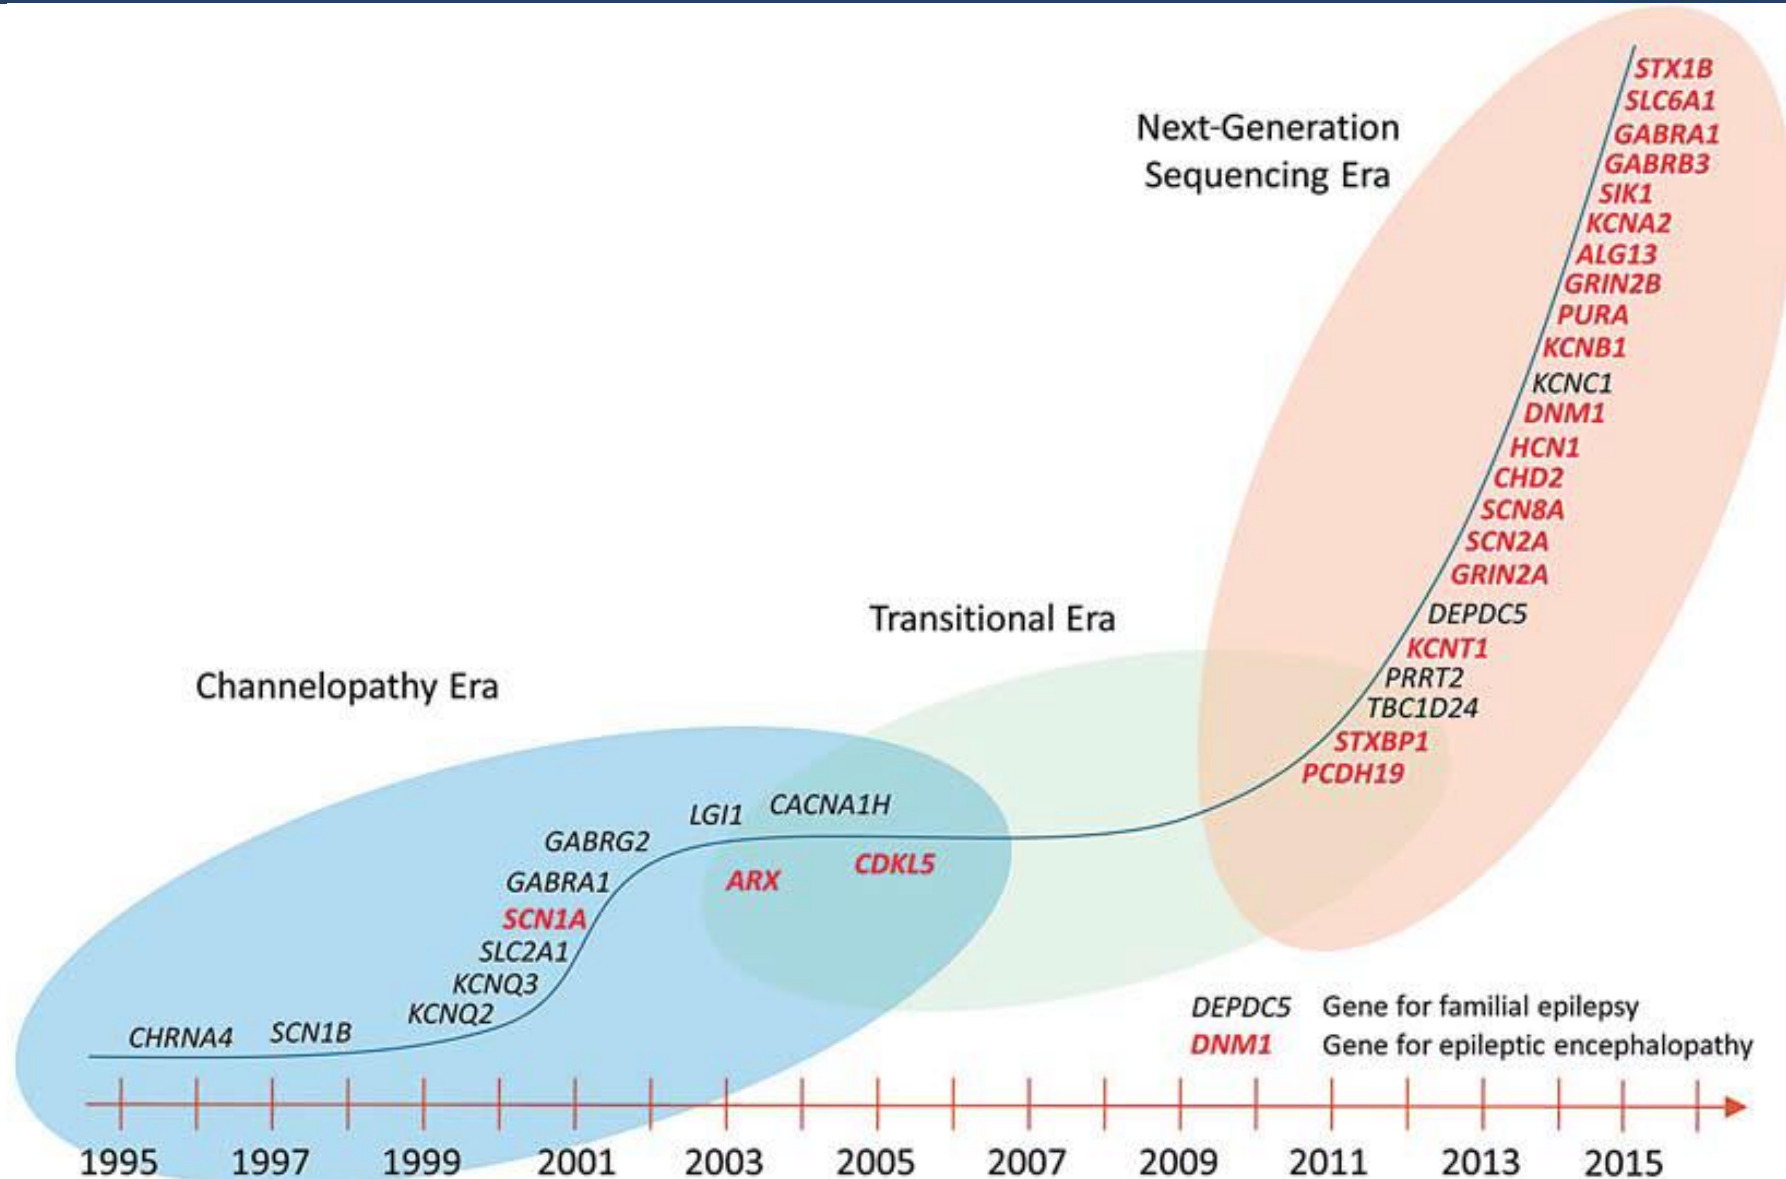 Next-Generation
Sequencing Era
STX1B
SLC6A1
GABRA1
GABRB3
SIK1
KCNA2
ALG13
GRIN2B
PURA
KCNB1
KCNC1
DNM1
HCN1
CHD2
SCN8A
SCN2A
GRIN2A
DEPDC5
KCNT1
PRRT2
TBC1D24
STXBP1
PCDH19
Transitional Era
Channelopathy Era
CACNA1H
LGI1
GABRG2
CDKL5
ARX
GABRA1
SCN1A
SLC2A1
KCNQ3
KCNQ2
SCN1B
CHRNA4
DEPDC5 Gene for familial epilepsy
DNM1 Gene for epileptic encephalopathy
1995 1997 1999 2001 2003 2005 2007 2009 2011 2013 2015